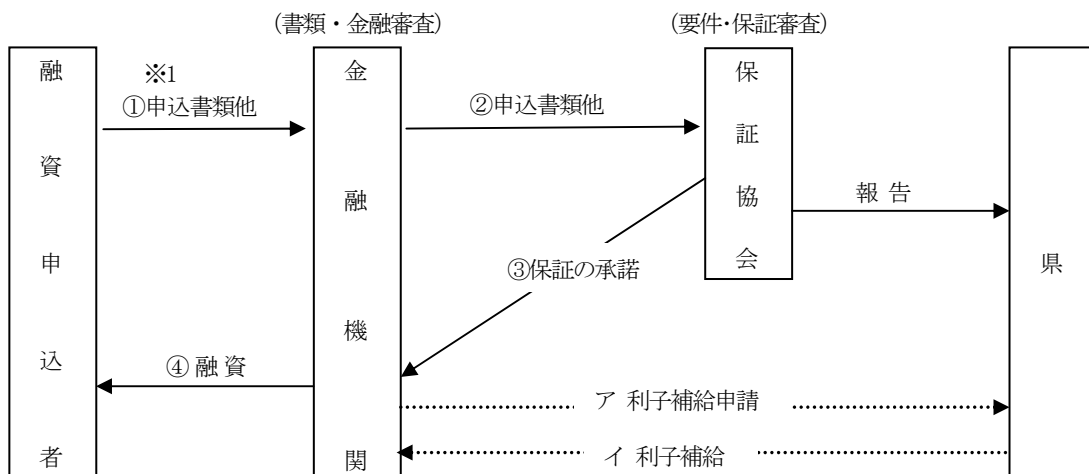 (書類・金融審査)
(要件・保証審査)
融資申込者
※1
①申込書類他
金融機関
②申込書類他
保証協会
報 告
県
③保証の承諾
④ 融 資
ア 利子補給申請
イ 利子補給